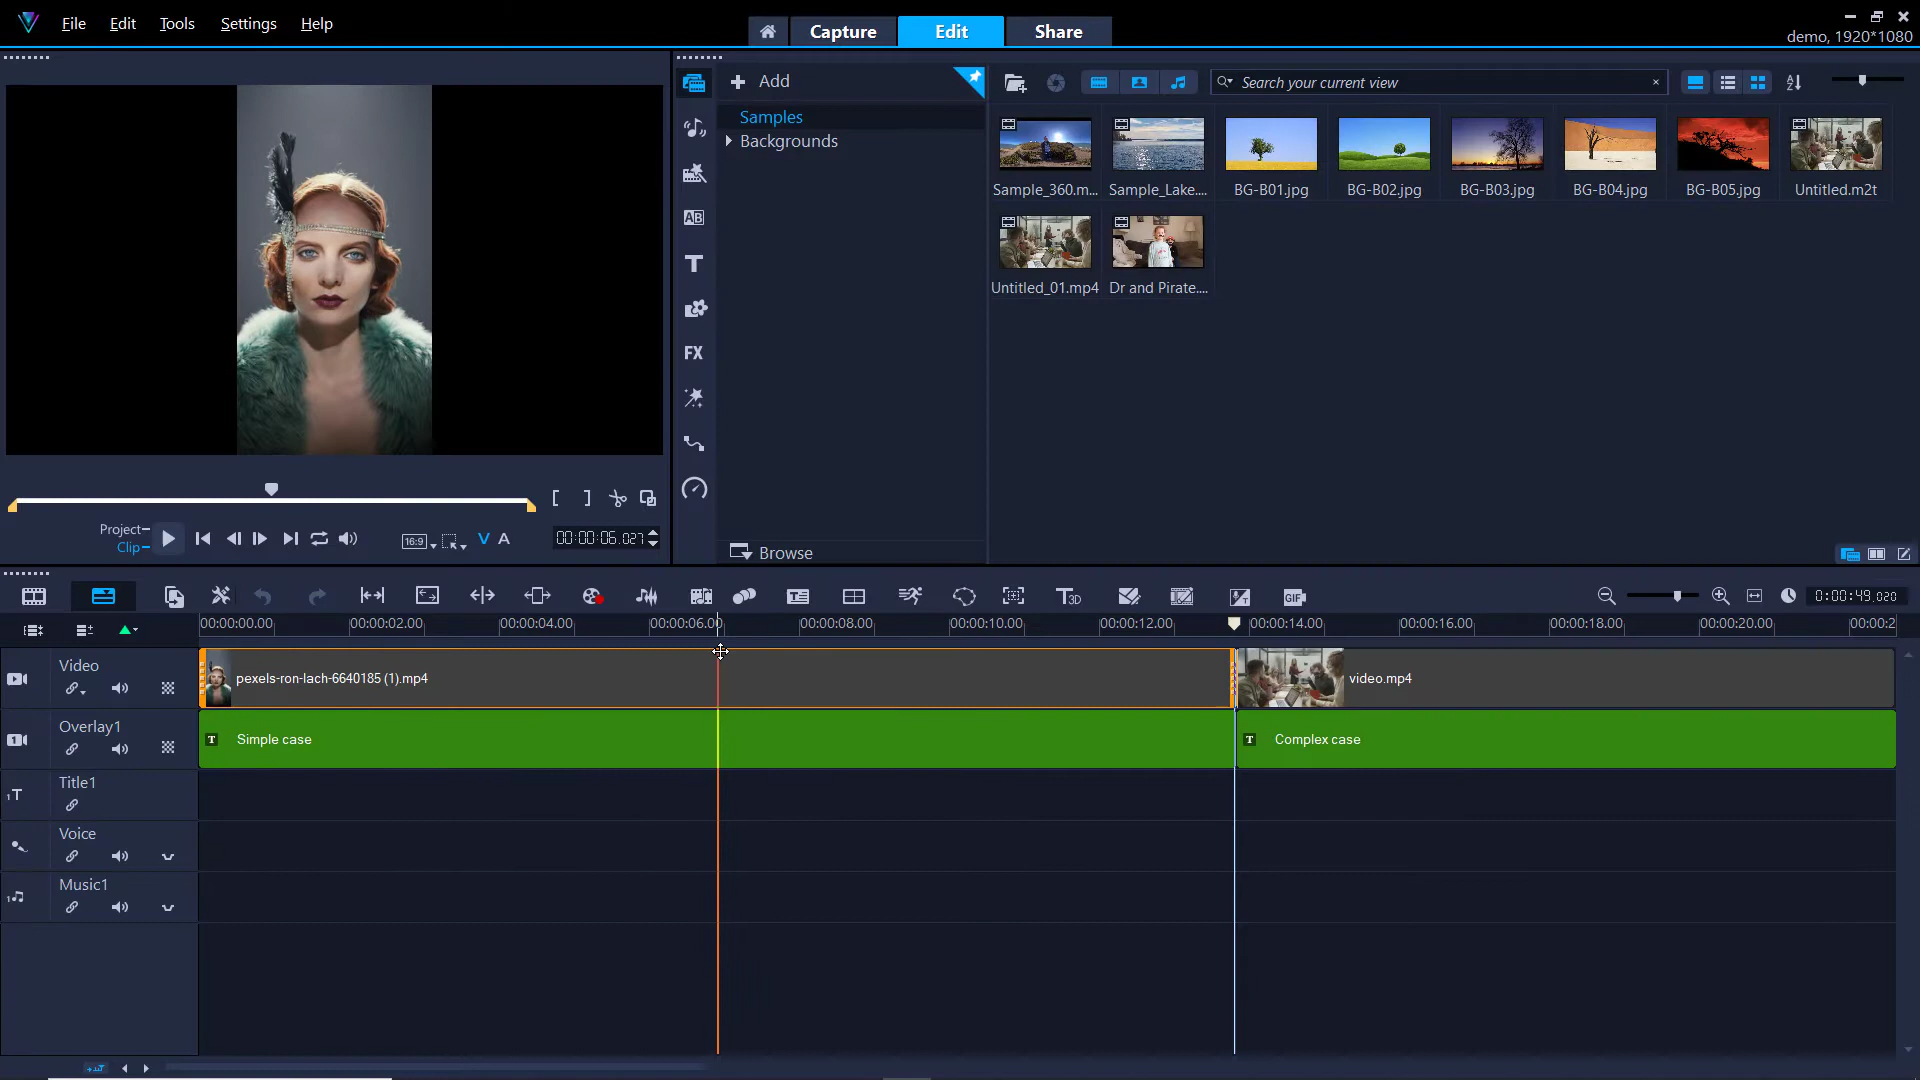 File Edit Tools Settings Help
Capture Edit Share
demo, 1920*1080
Add
Search your current view
Samples
Backgrounds
Sample_360.m... Sample_Lake.... BG-B01.jpg BG-B02.jpg BG-B03.jpg BG-B04.jpg BG-B05.jpg Untitled.m2t
Untitled_01.mp4 Dr and Pirate....
AB
T
FX
Browse
Project
Clip
16:9
V A
00:00:06.027
T3D
GIF
0:00:49.020
00:00:00.00 00:00:02.00 00:00:04.00 00:00:06.00 00:00:08.00 00:00:10.00 00:00:12.00 00:00:14.00 00:00:16.00 00:00:18.00 00:00:20.00 00:00:2
Video
pexels-ron-lach-6640185 (1).mp4
video.mp4
Overlay1
T Simple case
T Complex case
Title1
1T
Voice
Music1
1